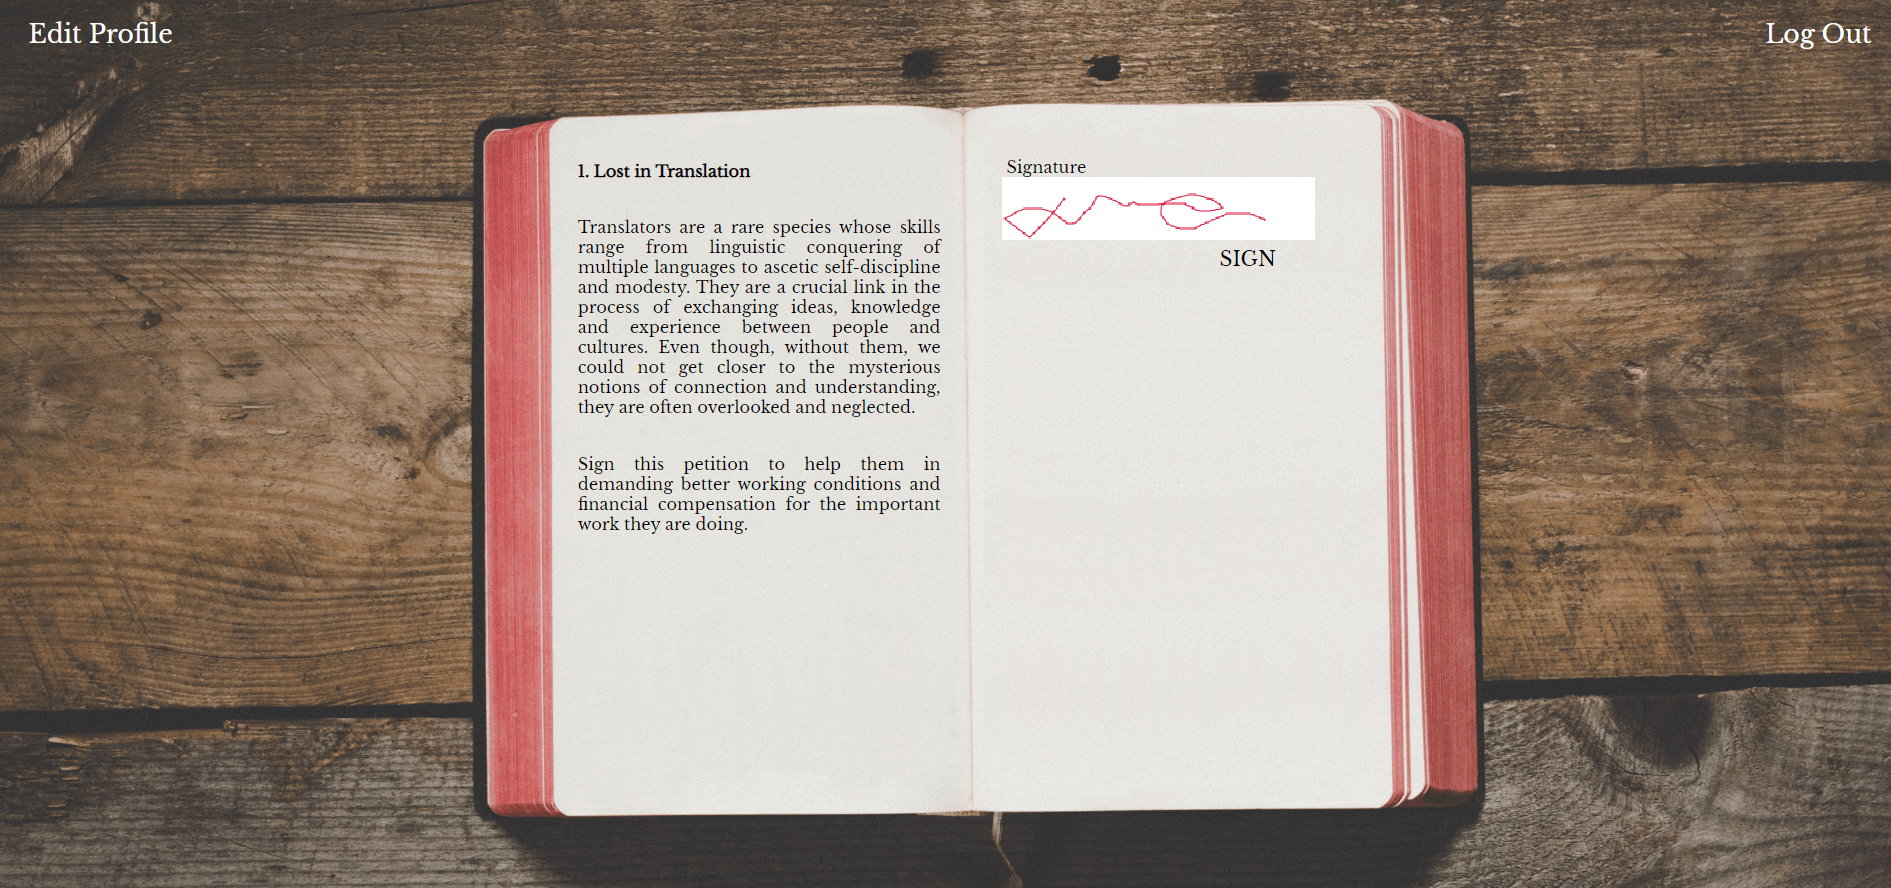 Edit Profile
Log Out
1. Lost in Translation
Translators are a rare species whose skills
range from linguistic conquering of
multiple languages to ascetic self-discipline
and modesty. They are a crucial link in the
process of exchanging ideas, knowledge
and experience between people and
cultures. Even though, without them, we
could not get closer to the mysterious
notions of connection and understanding,
they are often overlooked and neglected.
Sign this petition to help them in
demanding better working conditions and
financial compensation for the important
work they are doing.
Signature
SIGN